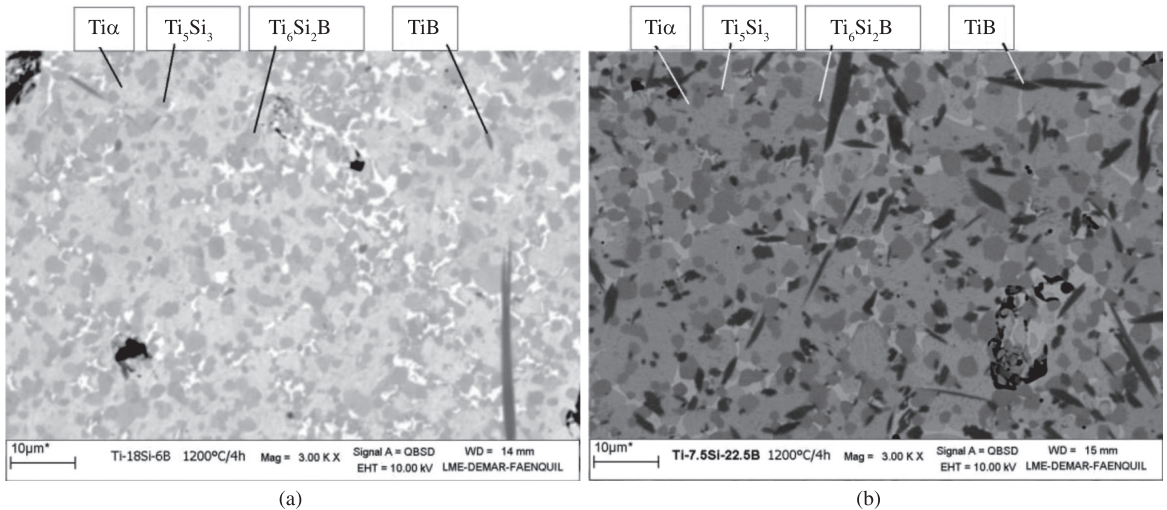 Tiα Ti₅Si₃ Ti₆Si₂B TiB
Tiα Ti₅Si₃ Ti₆Si₂B TiB
10µm* Ti-18Si-6B 1200ºC/4h Mag = 3.00 K X Signal A = QBSD WD = 14 mm
EHT = 10.00 kV LME-DEMAR-FAENQUIL
10µm* Ti-7.5Si-22.5B 1200ºC/4h Mag = 3.00 K X Signal A = QBSD WD = 15 mm
EHT = 10.00 kV LME-DEMAR-FAENQUIL
(a)
(b)